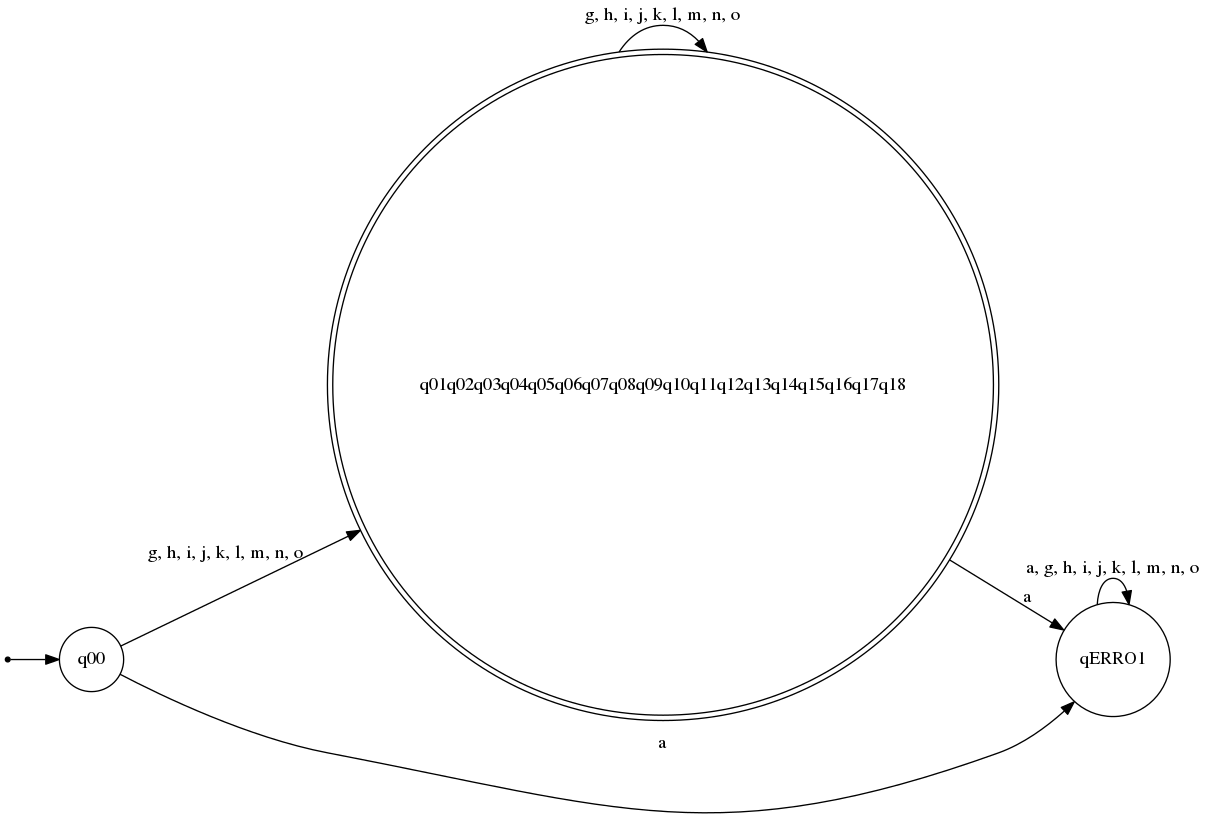 g, h, i, j, k, l, m, n, o
q01q02q03q04q05q06q07q08q09q10q11q12q13q14q15q16q17q18
g, h, i, j, k, l, m, n, o
a, g, h, i, j, k, l, m, n, o
a
q00
qERRO1
a